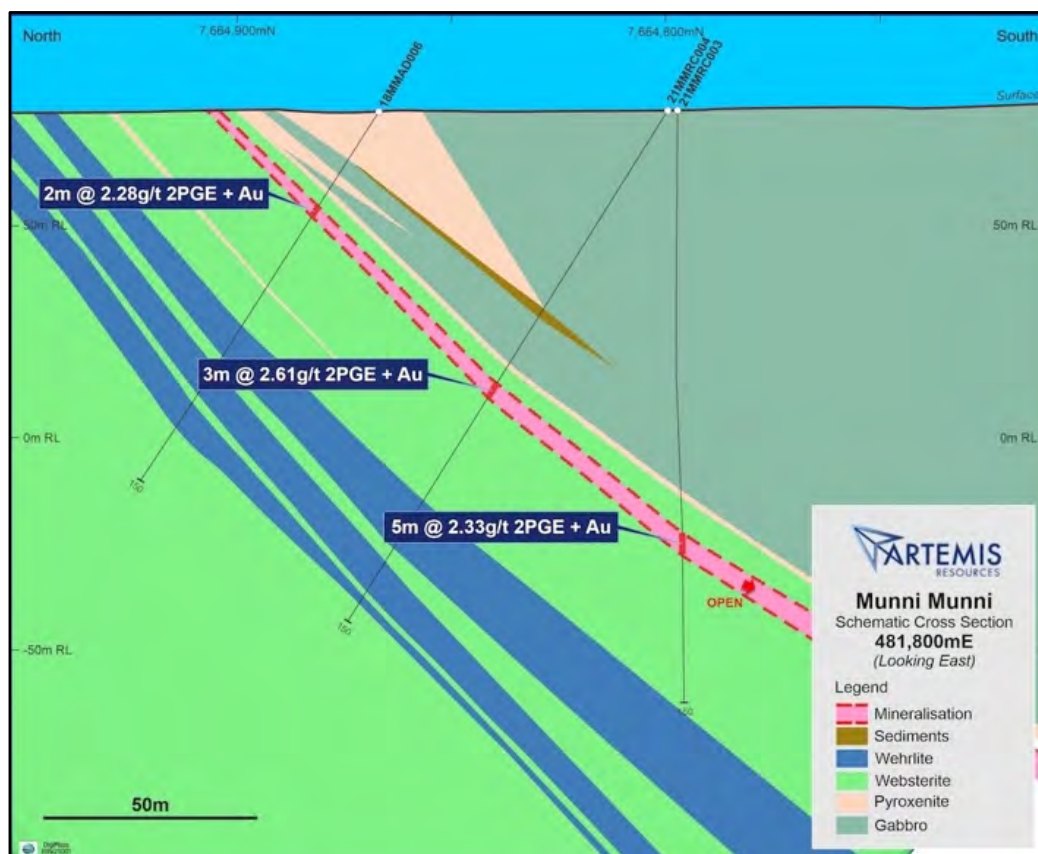 North
7,664,900mN
7,664,800mN
South
18MMAD006
21MMRC004
21MMRC003
Surface
2m @ 2.28g/t 2PGE + Au
50m RL
50m RL
3m @ 2.61g/t 2PGE + Au
0m RL
0m RL
150
5m @ 2.33g/t 2PGE + Au
OPEN
150
-50m RL
150
50m
ARTEMIS
RESOURCES
Munni Munni
Schematic Cross Section
481,800mE
(Looking East)
Legend
Mineralisation
Sediments
Wehrlite
Websterite
Pyroxenite
Gabbro